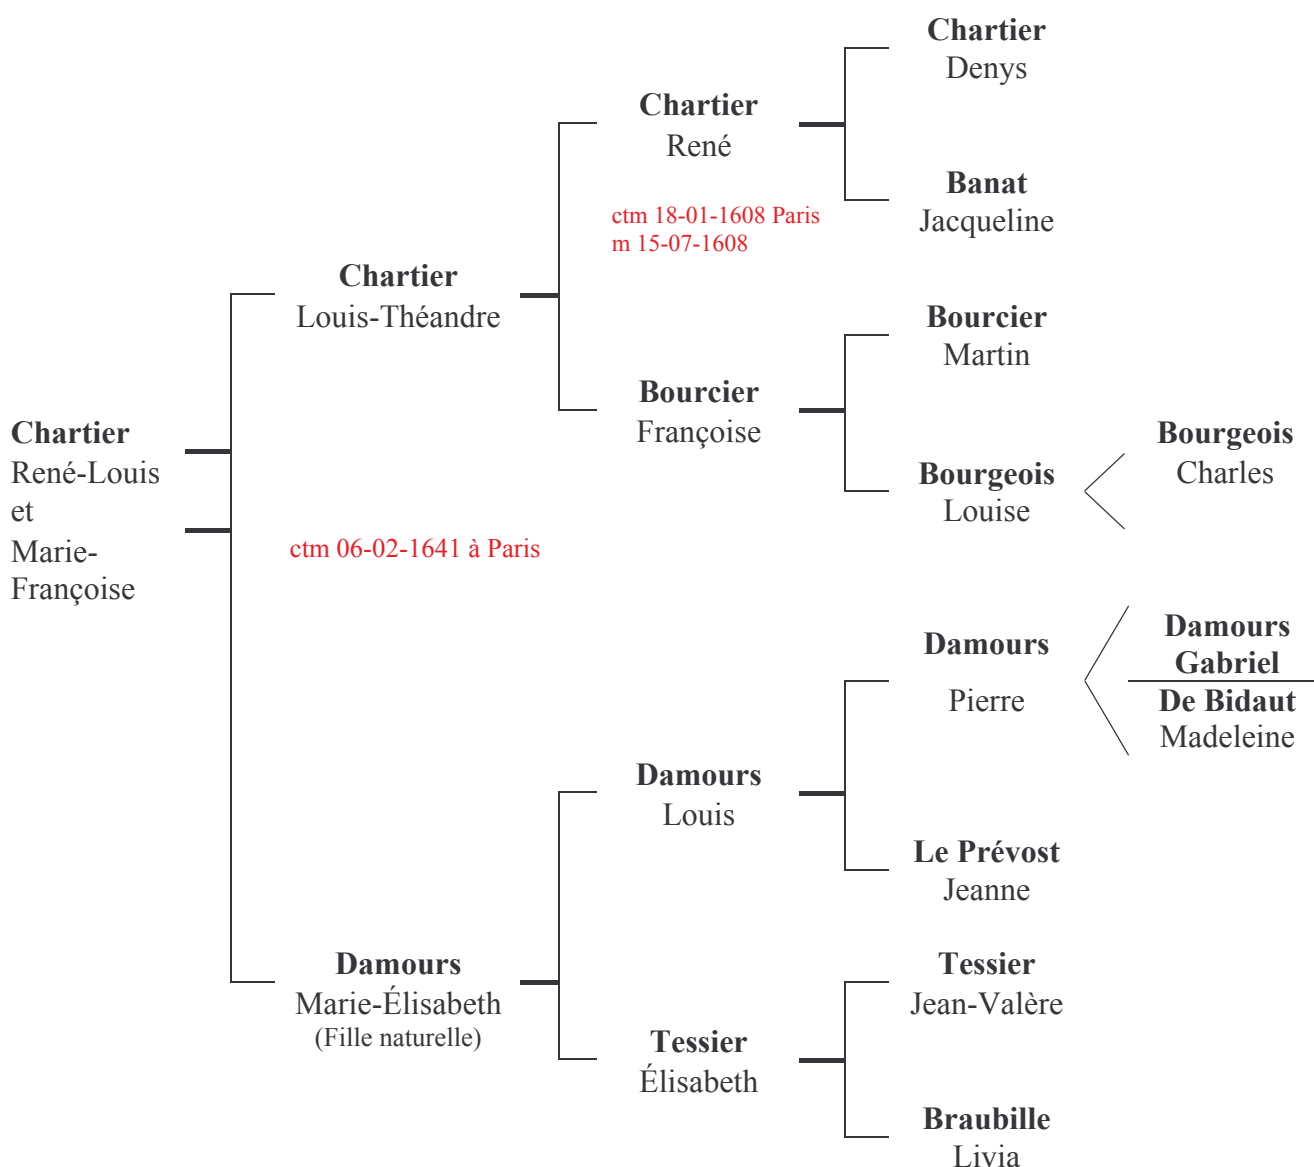 Chartier
René-Louis
et
Marie-
Françoise
Chartier
Louis-Théandre
ctm 06-02-1641 à Paris
Damours
Marie-Élisabeth
(Fille naturelle)
Chartier
René
ctm 18-01-1608 Paris
m 15-07-1608
Bourcier
Françoise
Damours
Louis
Tessier
Élisabeth
Chartier
Denys
Banat
Jacqueline
Bourcier
Martin
Bourgeois
Louise
Damours
Pierre
Le Prévost
Jeanne
Tessier
Jean-Valère
Braubille
Livia
Bourgeois
Charles
Damours
Gabriel
De Bidaut
Madeleine